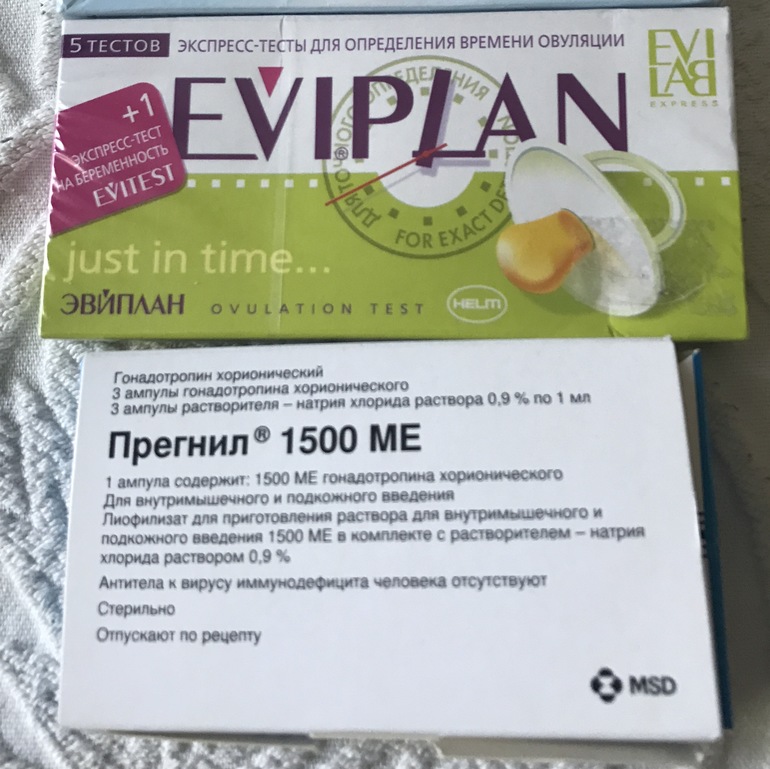 5 ТЕСТОВ
ЭКСПРЕСС-ТЕСТЫ ДЛЯ ОПРЕДЕЛЕНИЯ ВРЕМЕНИ ОВУЛЯЦИИ
EVI
LAB
EXPRESS
EVIPLAN
+1
ЭКСПРЕСС-ТЕСТ
НА БЕРЕМЕННОСТЬ
EVITEST
ДЛЯ ТОЧНОГО ОПРЕДЕЛЕНИЯ
FOR EXACT
just in time...
ЭВИПЛАН OVULATION TEST HELM
Гонадотропин хорионический
3 ампулы гонадотропина хорионического
3 ампулы растворителя – натрия хлорида раствора 0,9 % по 1 мл
Прегнил® 1500 МЕ
1 ампула содержит: 1500 МЕ гонадотропина хорионического
Для внутримышечного и подкожного введения
Лиофилизат для приготовления раствора для внутримышечного и
подкожного введения 1500 МЕ в комплекте с растворителем – натрия
хлорида раствором 0,9 %
Антитела к вирусу иммунодефицита человека отсутствуют
Стерильно
Отпускают по рецепту
MSD